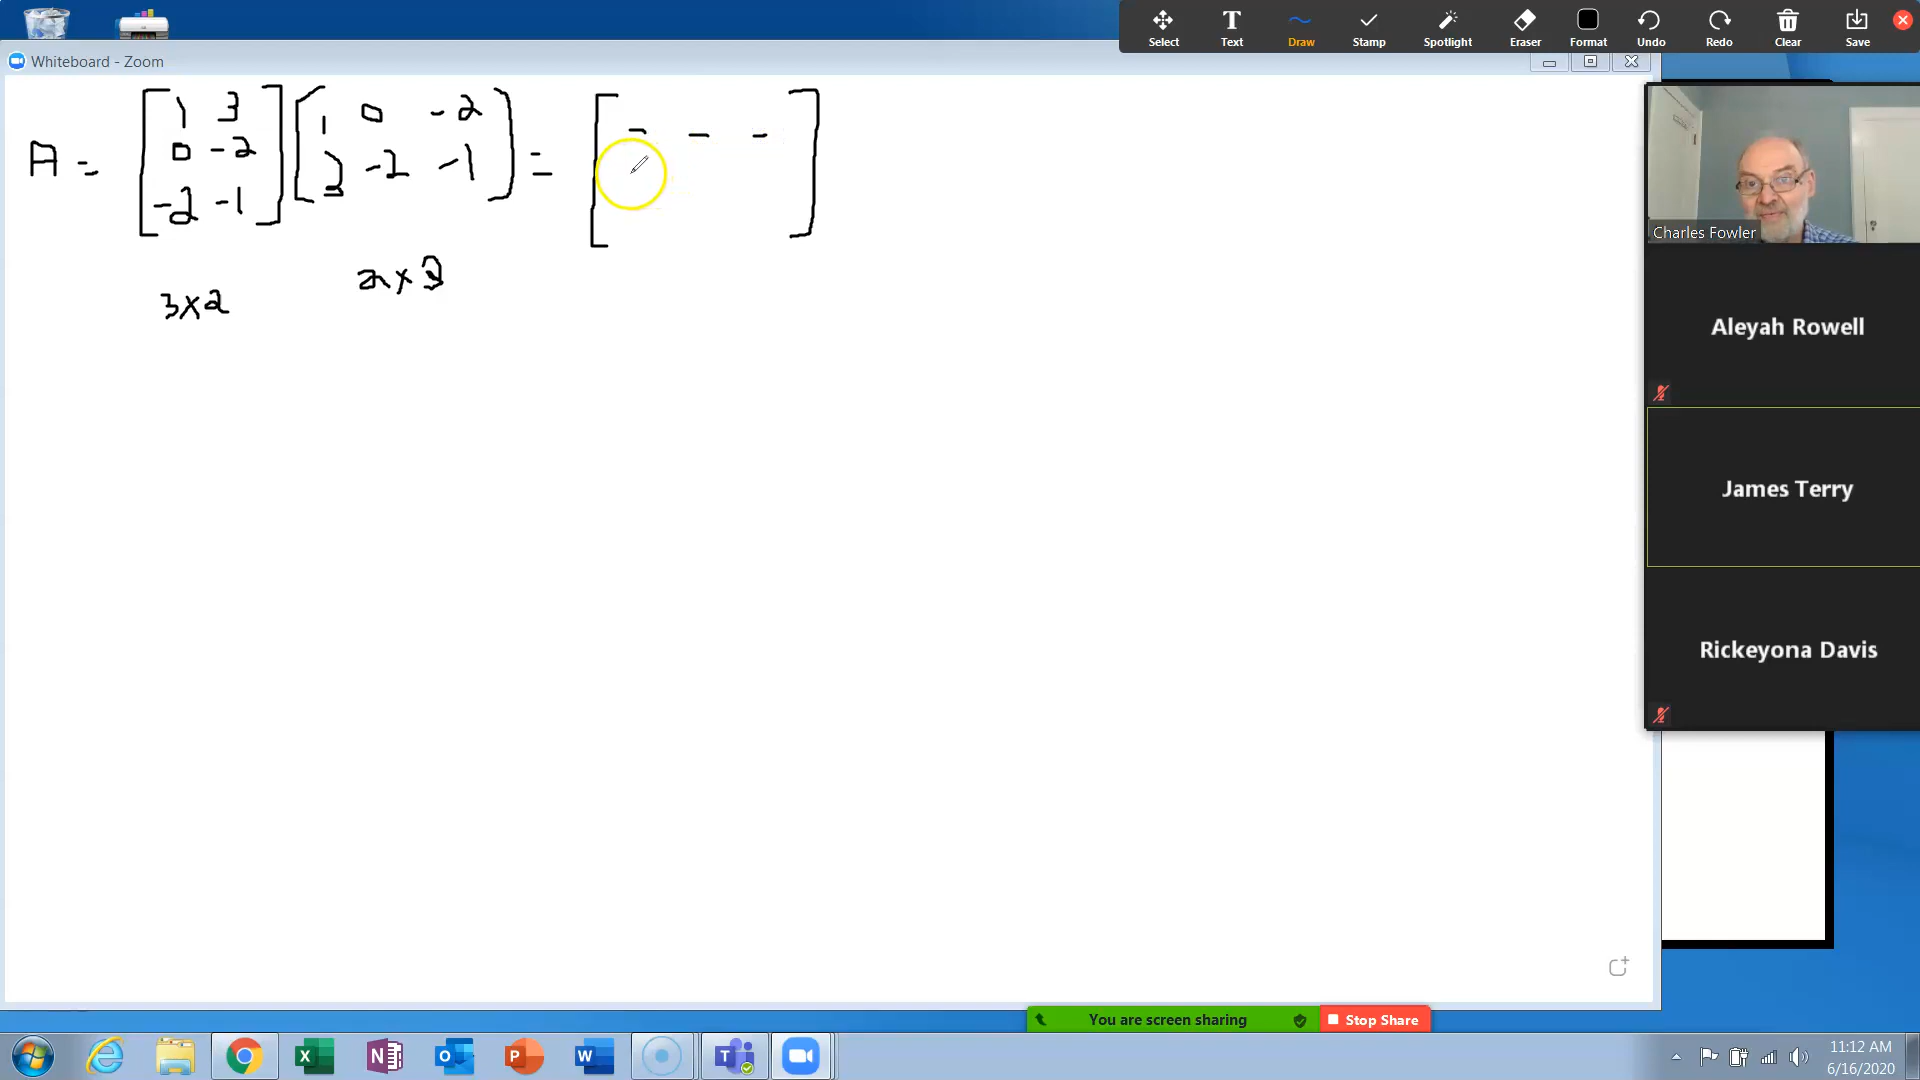 Select Text Draw Stamp Spotlight Eraser Format Undo Redo Clear Save
Whiteboard - Zoom
A = [1 3 [1 0 -2 = [- - -
0 -2 3 -2 -1
-2 -1]
3x2
2x3
Charles Fowler
Aleyah Rowell
James Terry
Rickeyona Davis
You are screen sharing Stop Share
11:12 AM
6/16/2020